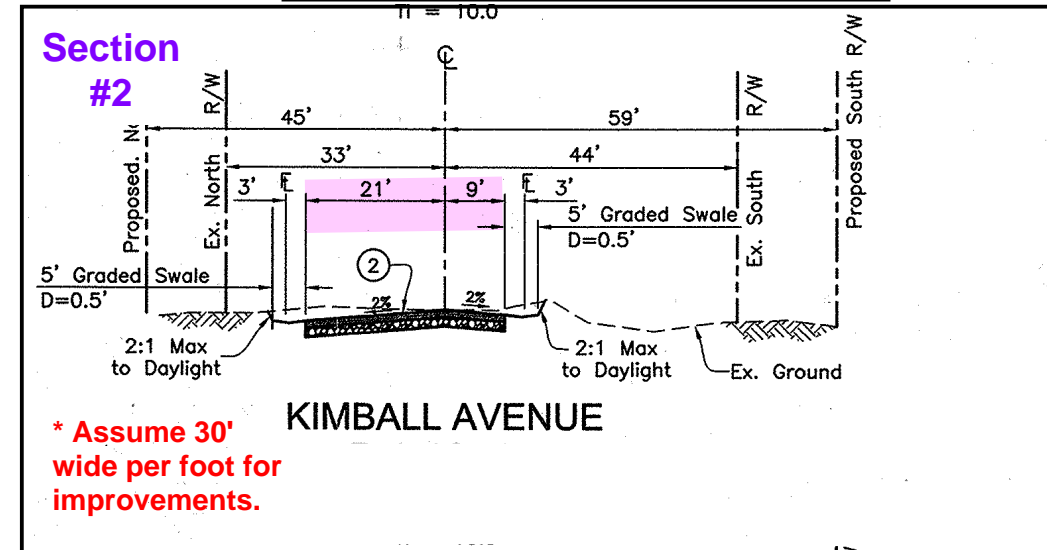 TI = 10.0
Section
#2
℄
45'
59'
33'
44'
3'
21'
9'
3'
Proposed.
Ex. North R/W
Ex. South R/W
Proposed South R/W
5' Graded Swale
D=0.5'
5' Graded Swale
D=0.5'
2
2%
2%
2:1 Max
to Daylight
2:1 Max
to Daylight
Ex. Ground
KIMBALL AVENUE
* Assume 30'
wide per foot for
improvements.